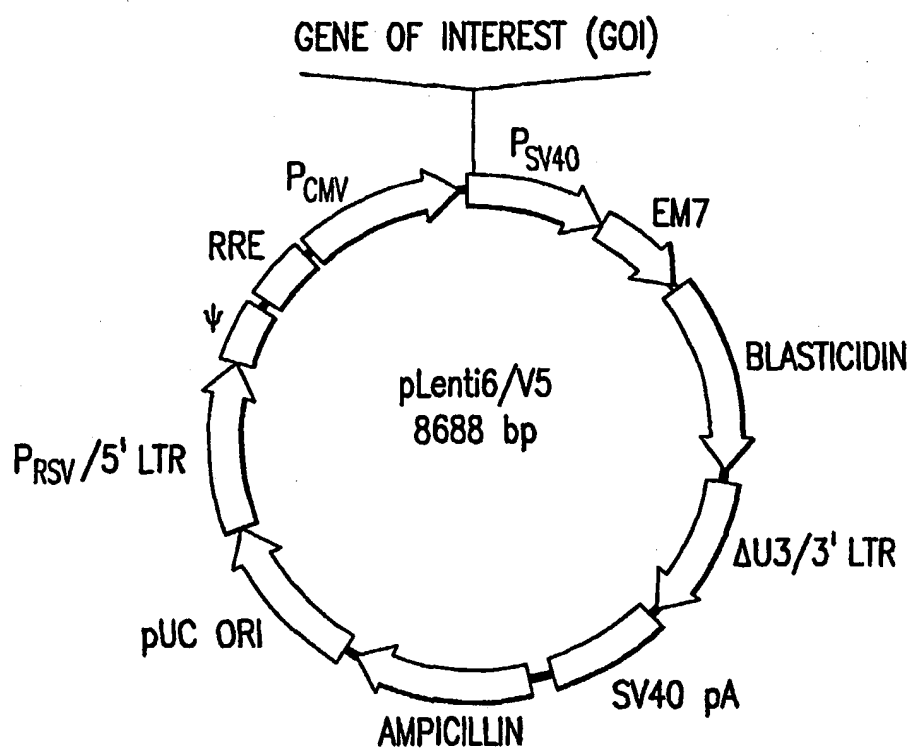 GENE OF INTEREST (GOI)
P_SV40
P_CMV
EM7
RRE
ψ
BLASTICIDIN
pLenti6/V5
8688 bp
P_RSV/5' LTR
ΔU3/3' LTR
pUC ORI
SV40 pA
AMPICILLIN